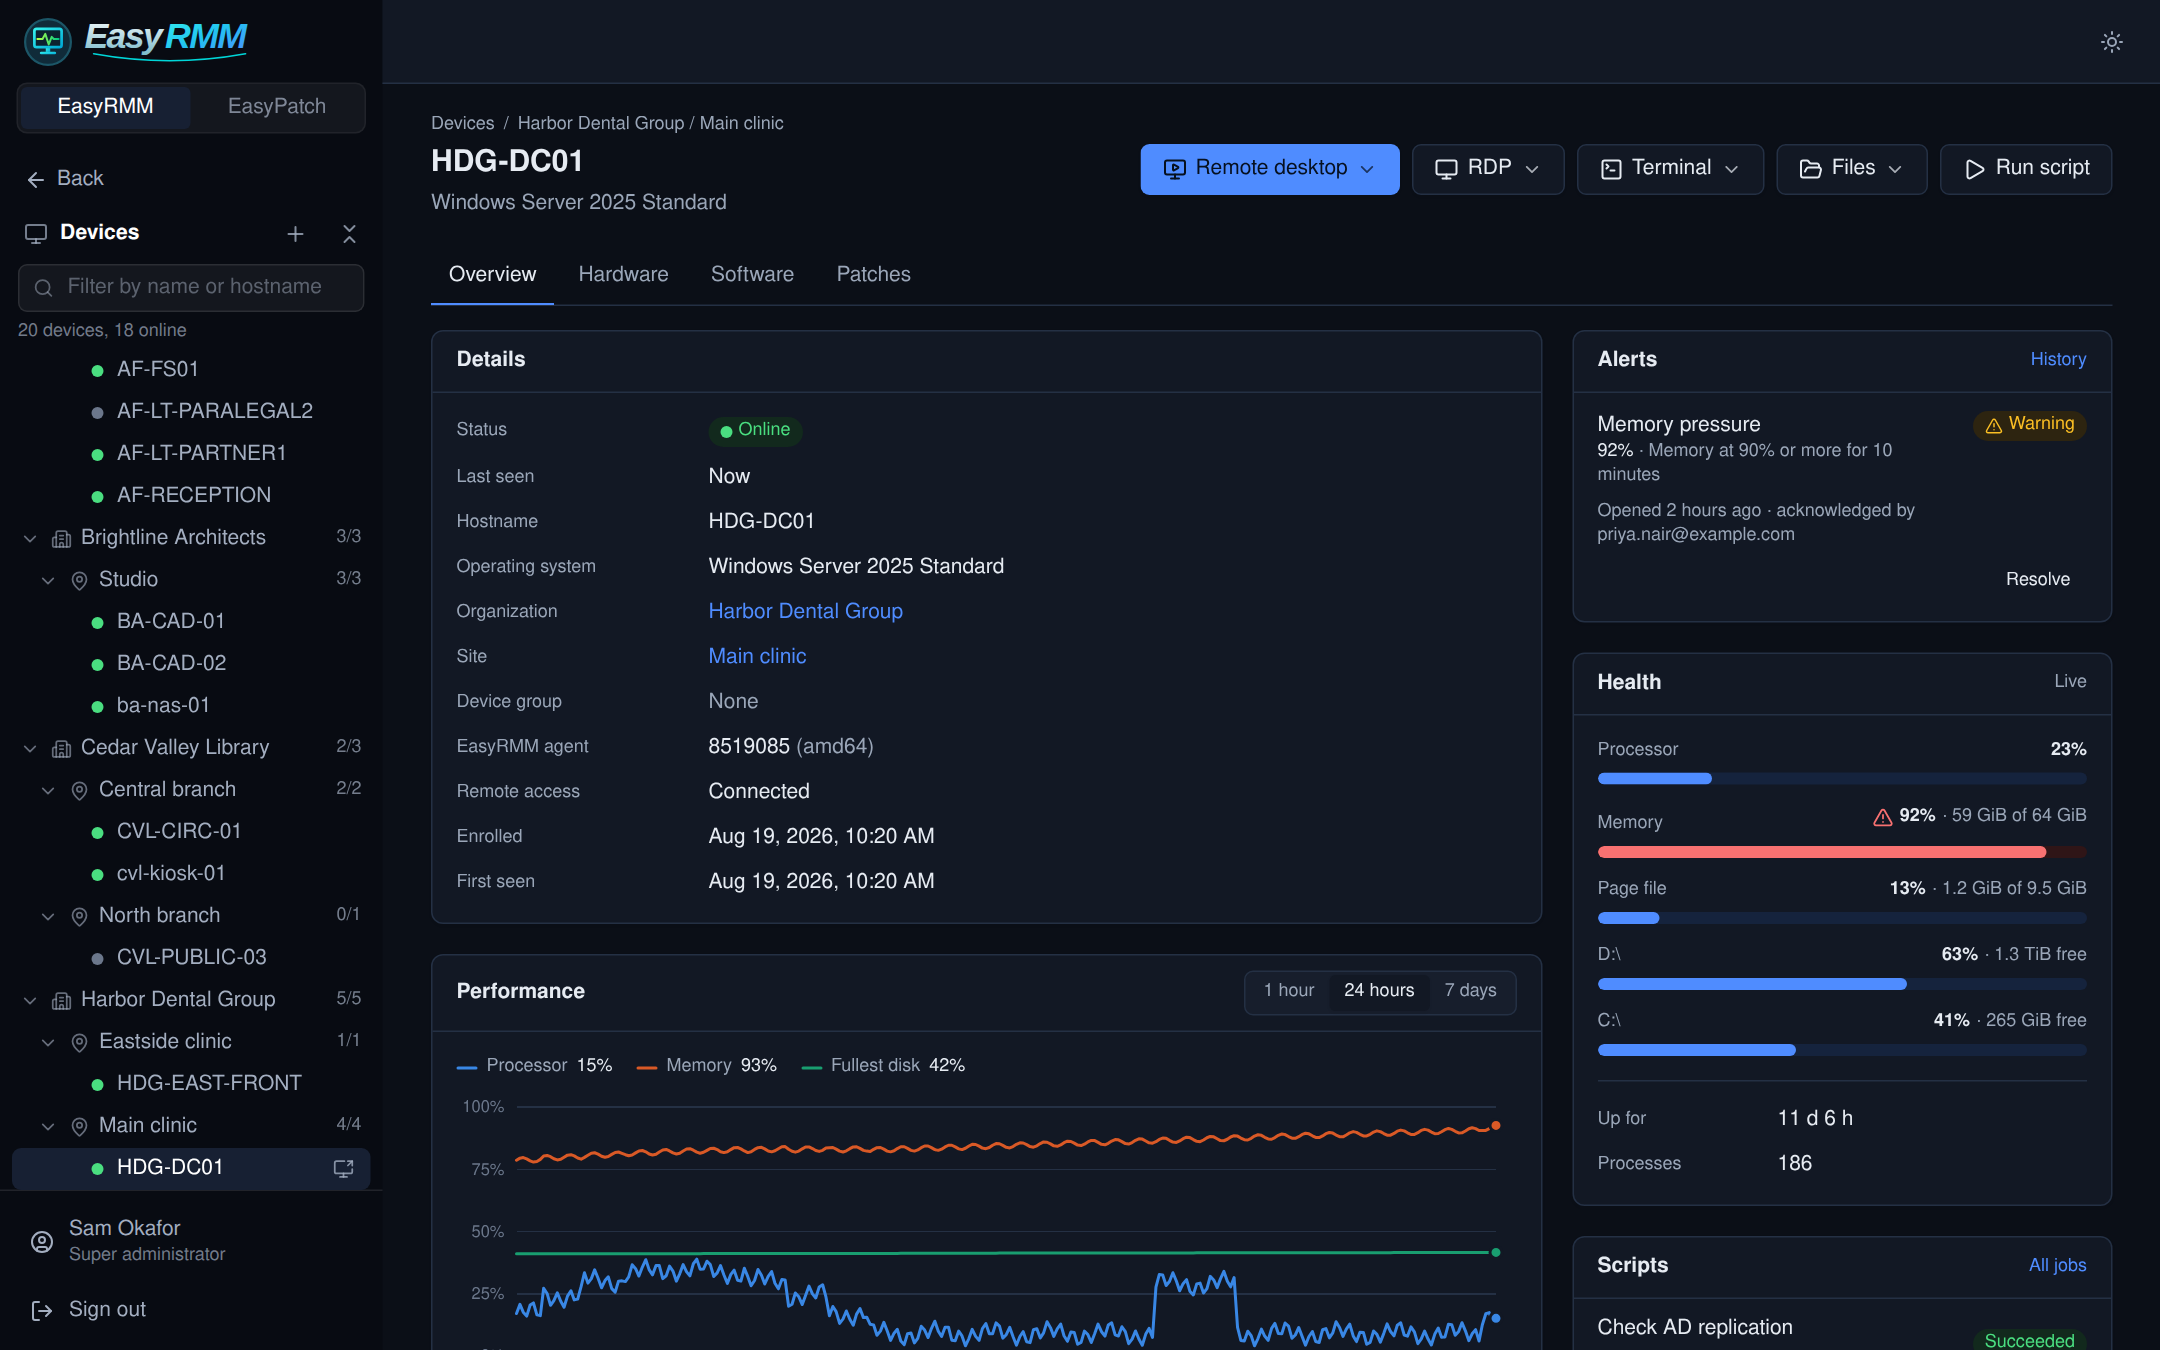 EasyRMM
EasyRMM
EasyPatch
Back
Devices
Filter by name or hostname
20 devices, 18 online
AF-FS01
AF-LT-PARALEGAL2
AF-LT-PARTNER1
AF-RECEPTION
Brightline Architects 3/3
Studio 3/3
BA-CAD-01
BA-CAD-02
ba-nas-01
Cedar Valley Library 2/3
Central branch 2/2
CVL-CIRC-01
cvl-kiosk-01
North branch 0/1
CVL-PUBLIC-03
Harbor Dental Group 5/5
Eastside clinic 1/1
HDG-EAST-FRONT
Main clinic 4/4
HDG-DC01
Sam Okafor
Super administrator
Sign out
Devices / Harbor Dental Group / Main clinic
HDG-DC01
Windows Server 2025 Standard
Remote desktop
RDP
Terminal
Files
Run script
Overview
Hardware
Software
Patches
Details
Status Online
Last seen Now
Hostname HDG-DC01
Operating system Windows Server 2025 Standard
Organization Harbor Dental Group
Site Main clinic
Device group None
EasyRMM agent 8519085 (amd64)
Remote access Connected
Enrolled Aug 19, 2026, 10:20 AM
First seen Aug 19, 2026, 10:20 AM
Performance
1 hour
24 hours
7 days
Processor 15% Memory 93% Fullest disk 42%
100%
75%
50%
25%
Alerts
History
Memory pressure
Warning
92% · Memory at 90% or more for 10
minutes
Opened 2 hours ago · acknowledged by
priya.nair@example.com
Resolve
Health
Live
Processor 23%
Memory 92% · 59 GiB of 64 GiB
Page file 13% · 1.2 GiB of 9.5 GiB
D:\ 63% · 1.3 TiB free
C:\ 41% · 265 GiB free
Up for 11 d 6 h
Processes 186
Scripts
All jobs
Check AD replication
Succeeded